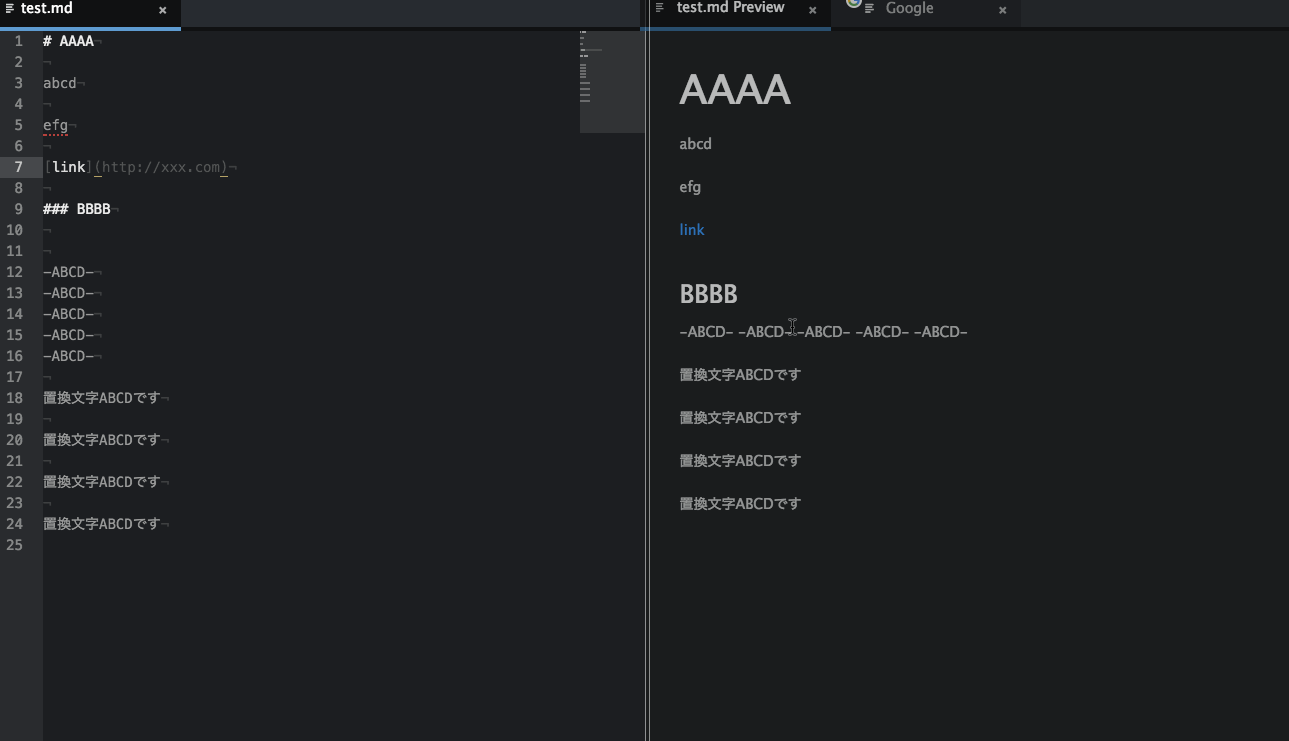 test.md
1 # AAAA
2
3 abcd
4
5 efg
6
7 [link](http://xxx.com)
8
9 ### BBBB
10
11
12 -ABCD-
13 -ABCD-
14 -ABCD-
15 -ABCD-
16 -ABCD-
17
18 置換文字ABCDです
19
20 置換文字ABCDです
21
22 置換文字ABCDです
23
24 置換文字ABCDです
25
test.md Preview
Google
AAAA
abcd
efg
link
BBBB
-ABCD- -ABCD- -ABCD- -ABCD- -ABCD-
置換文字ABCDです
置換文字ABCDです
置換文字ABCDです
置換文字ABCDです